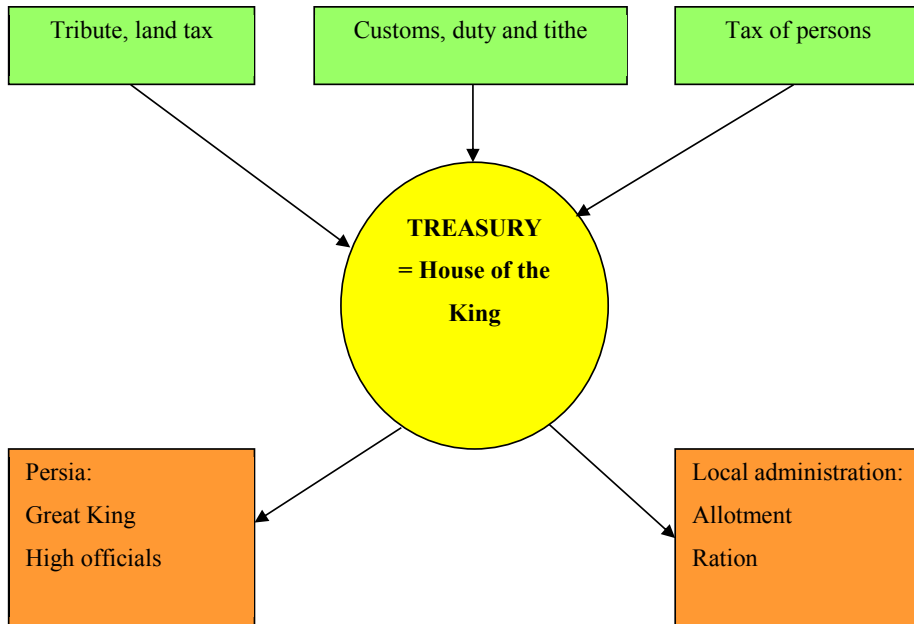 Tribute, land tax
Customs, duty and tithe
Tax of persons
TREASURY
= House of the
King
Persia:
Great King
High officials
Local administration:
Allotment
Ration